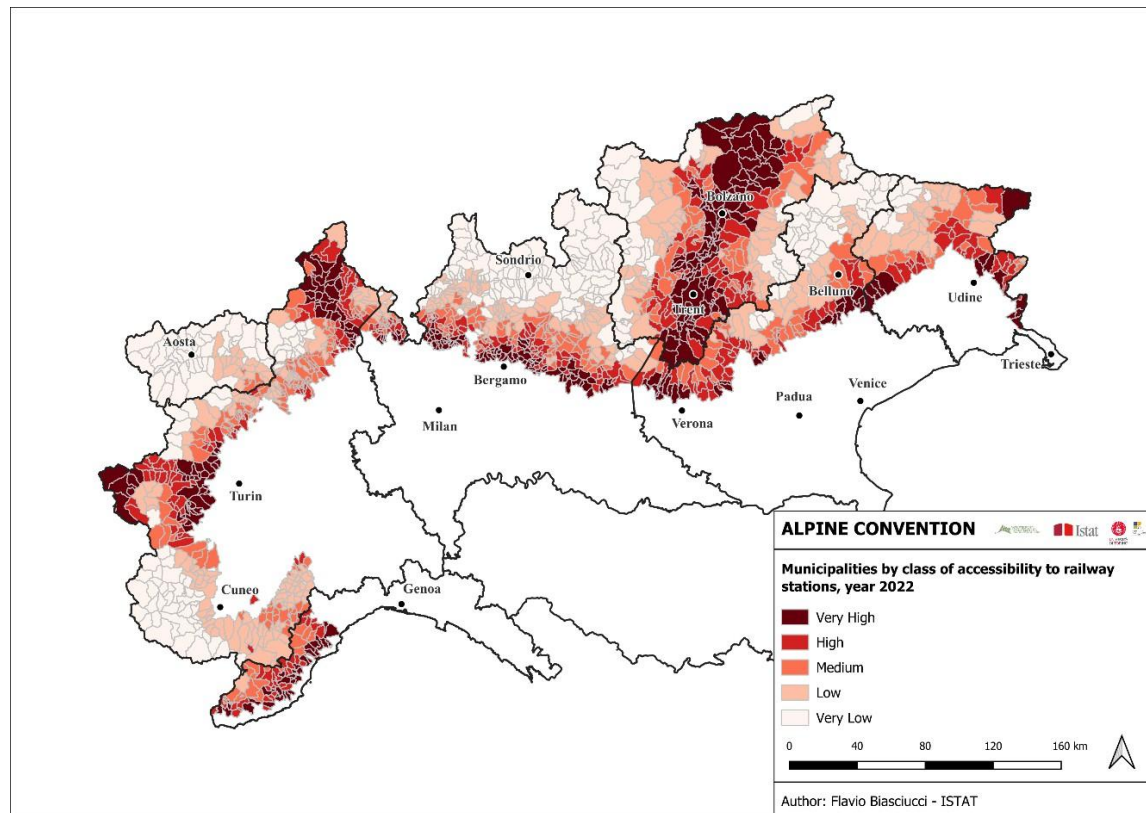 Bolzano
Sondrio
Trent
Belluno
Udine
Aosta
Bergamo
Trieste
Venice
Padua
Milan
Verona
Turin
Cuneo
Genoa
ALPINE CONVENTION
Istat
Municipalities by class of accessibility to railway
stations, year 2022
Very High
High
Medium
Low
Very Low
0 40 80 120 160 km
Author: Flavio Biasciucci - ISTAT